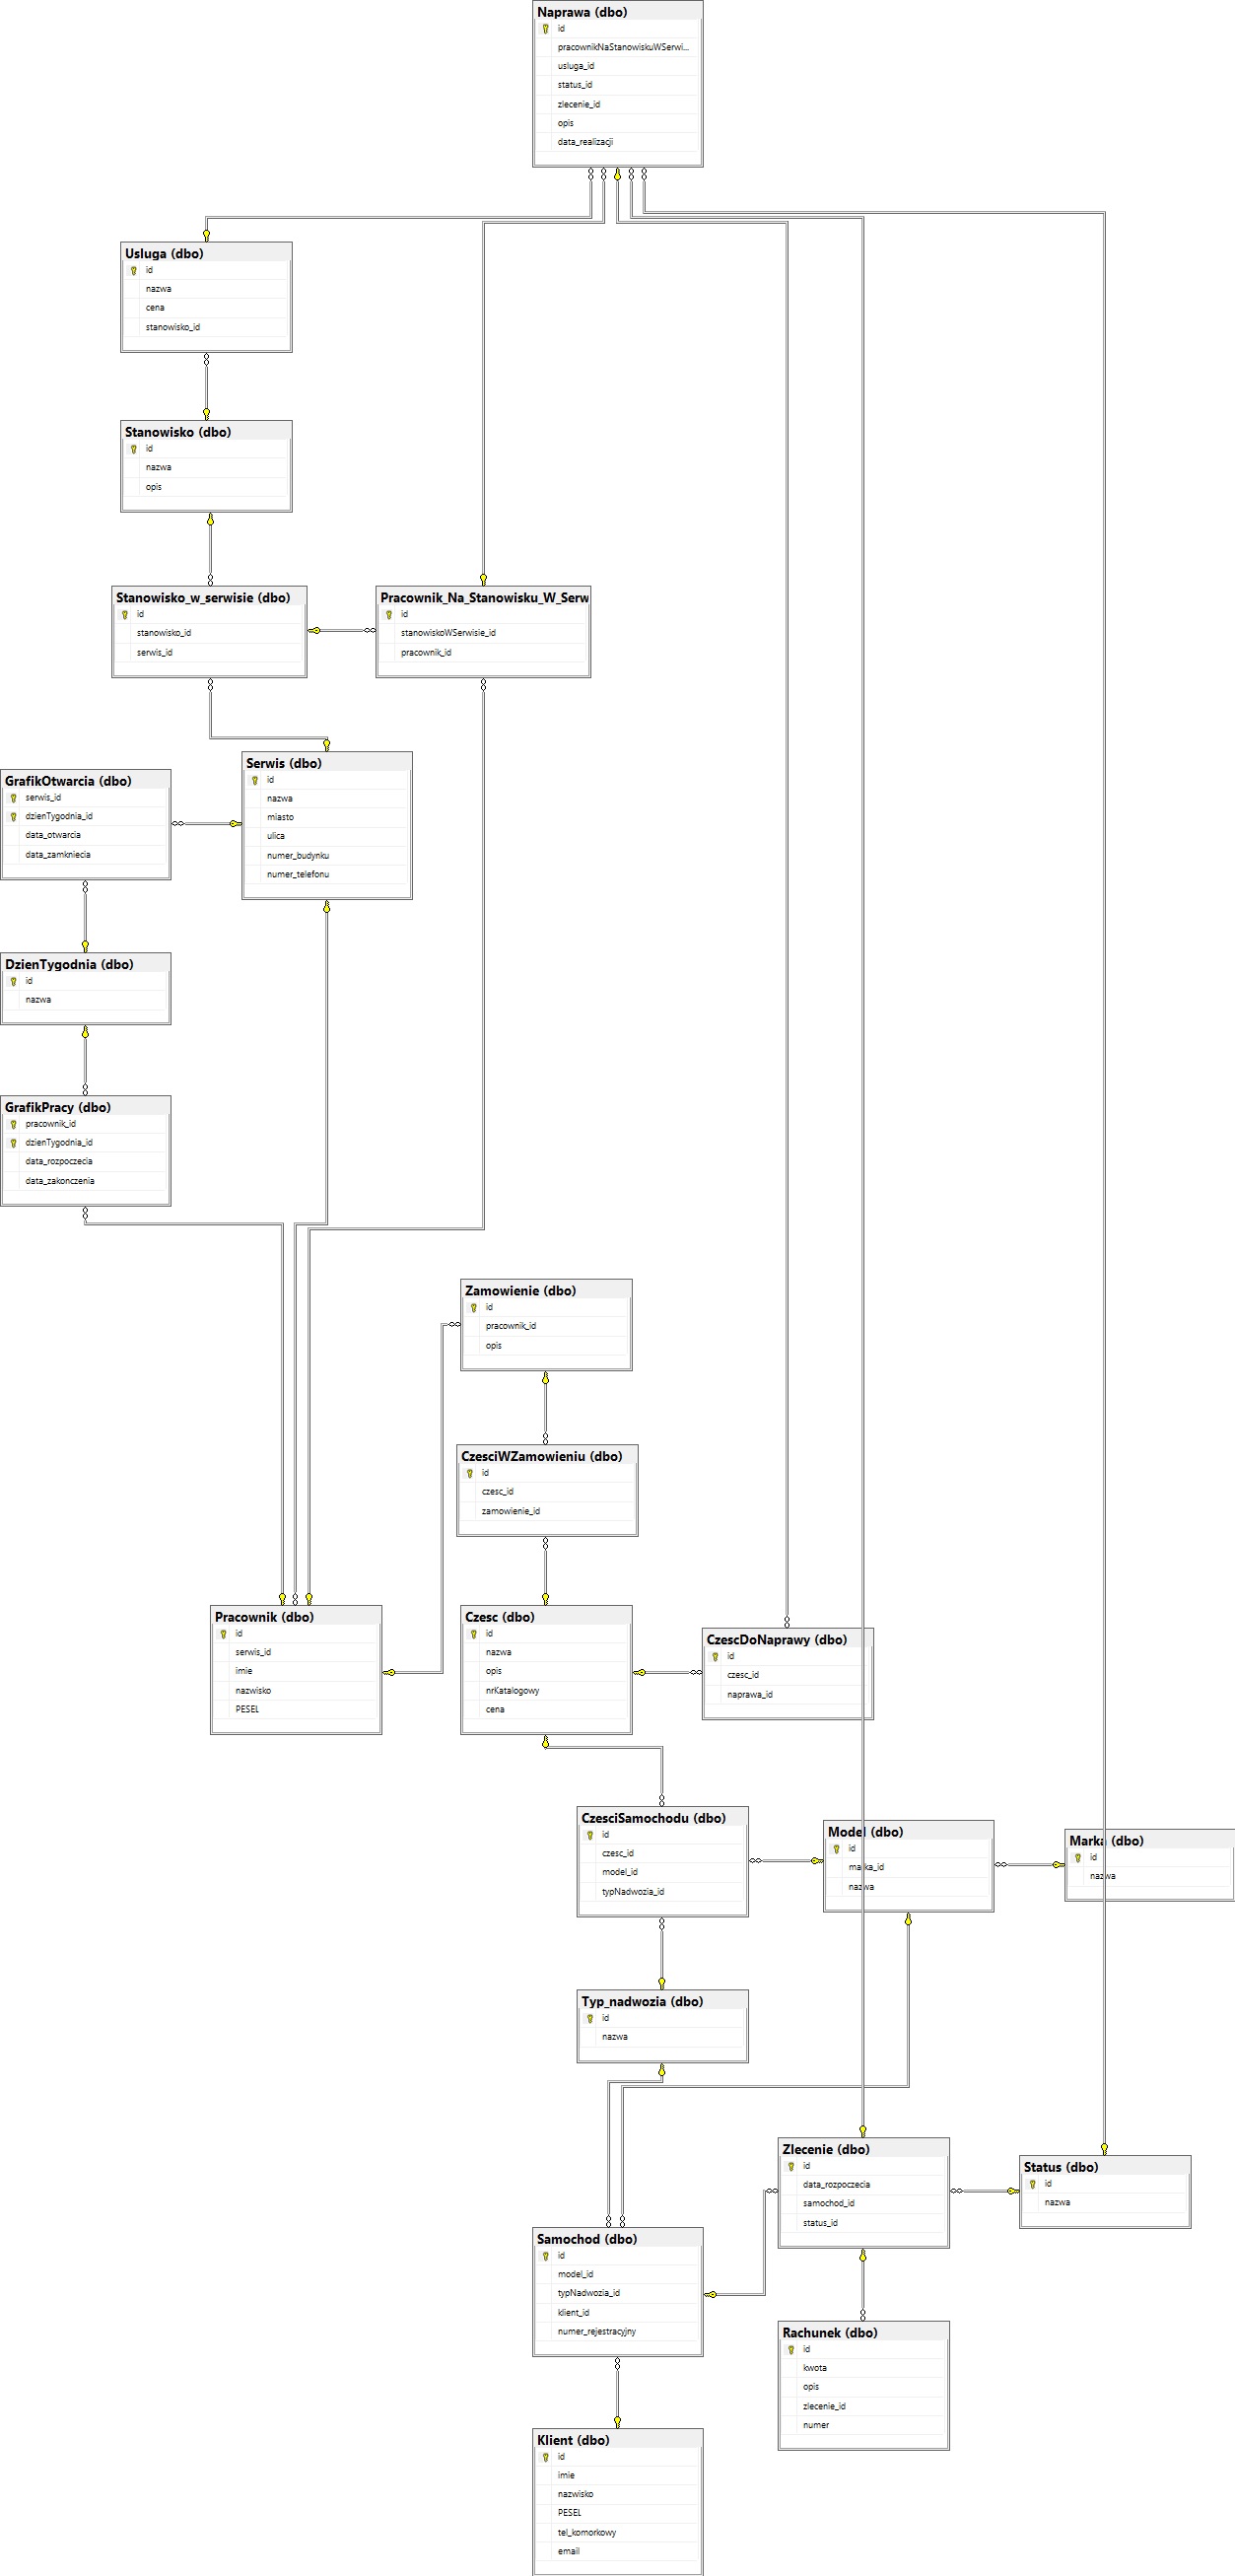 Naprawa (dbo)
id
pracownikNaStanowiskuWSerwi...
usluga_id
status_id
zlecenie_id
opis
data_realizacji
Usluga (dbo)
id
nazwa
cena
stanowisko_id
Stanowisko (dbo)
id
nazwa
opis
Stanowisko_w_serwisie (dbo)
id
stanowisko_id
serwis_id
Pracownik_Na_Stanowisku_W_Serw
id
stanowiskoWSerwisie_id
pracownik_id
Serwis (dbo)
id
nazwa
miasto
ulica
numer_budynku
numer_telefonu
GrafikOtwarcia (dbo)
serwis_id
dzienTygodnia_id
data_otwarcia
data_zamkniecia
DzienTygodnia (dbo)
id
nazwa
GrafikPracy (dbo)
pracownik_id
dzienTygodnia_id
data_rozpoczecia
data_zakonczenia
Zamowienie (dbo)
id
pracownik_id
opis
CzesciWZamowieniu (dbo)
id
czesc_id
zamowienie_id
Pracownik (dbo)
id
serwis_id
imie
nazwisko
PESEL
Czesc (dbo)
id
nazwa
opis
nrKatalogowy
cena
CzescDoNaprawy (dbo)
id
czesc_id
naprawa_id
CzesciSamochodu (dbo)
id
czesc_id
model_id
typNadwozia_id
Model (dbo)
id
marka_id
nazwa
Marka (dbo)
id
nazwa
Typ_nadwozia (dbo)
id
nazwa
Zlecenie (dbo)
id
data_rozpoczecia
samochod_id
status_id
Status (dbo)
id
nazwa
Samochod (dbo)
id
model_id
typNadwozia_id
klient_id
numer_rejestracyjny
Rachunek (dbo)
id
kwota
opis
zlecenie_id
numer
Klient (dbo)
id
imie
nazwisko
PESEL
tel_komorkowy
email